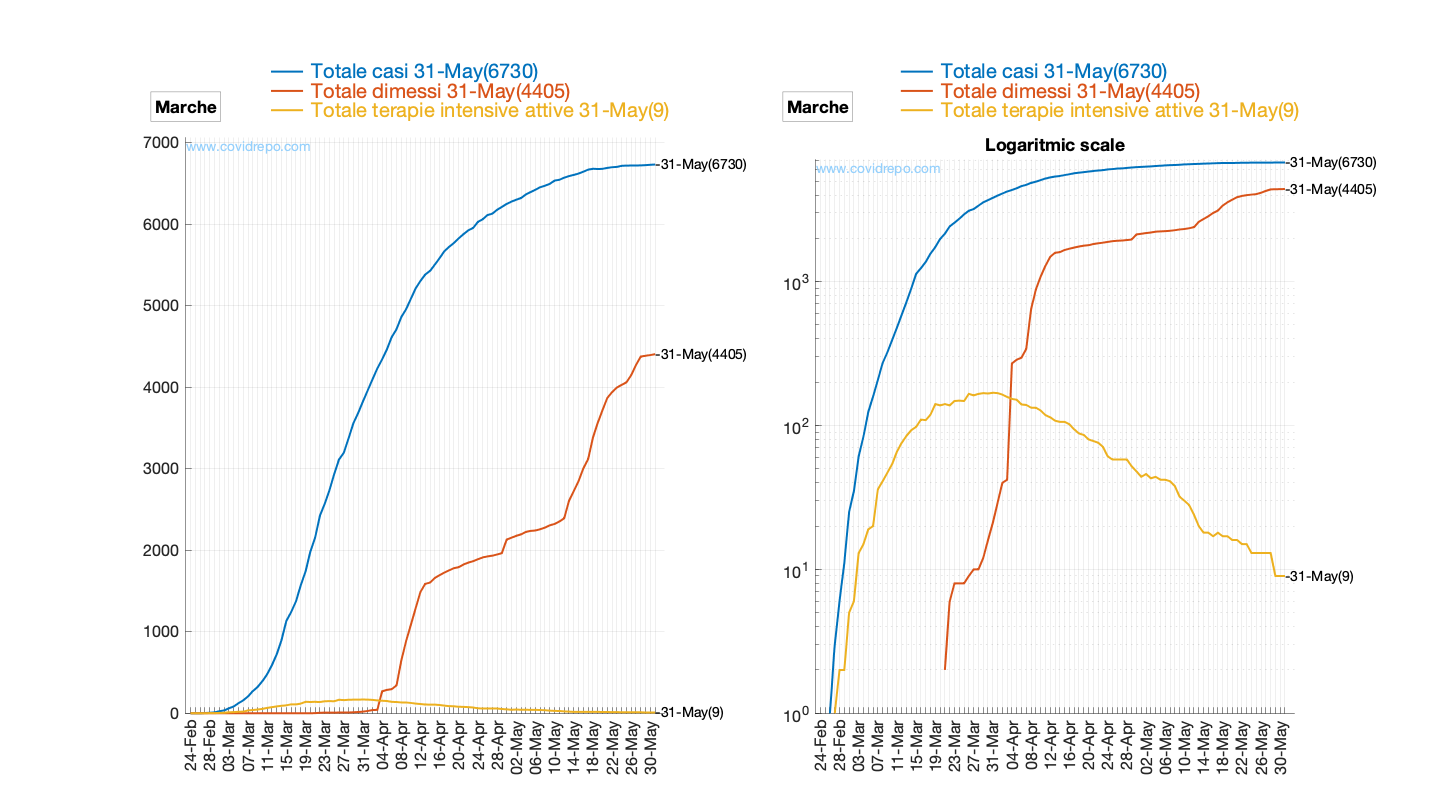 Totale casi 31-May(6730)
Totale dimessi 31-May(4405)
Totale terapie intensive attive 31-May(9)
Marche
www.covidrepo.com
7000
6000
5000
4000
3000
2000
1000
0
31-May(6730)
31-May(4405)
31-May(9)
24-Feb
28-Feb
03-Mar
07-Mar
11-Mar
15-Mar
19-Mar
23-Mar
27-Mar
31-Mar
04-Apr
08-Apr
12-Apr
16-Apr
20-Apr
24-Apr
28-Apr
02-May
06-May
10-May
14-May
18-May
22-May
26-May
30-May
Totale casi 31-May(6730)
Totale dimessi 31-May(4405)
Totale terapie intensive attive 31-May(9)
Marche
Logaritmic scale
www.covidrepo.com
10^3
10^2
10^1
10^0
31-May(6730)
31-May(4405)
31-May(9)
24-Feb
28-Feb
03-Mar
07-Mar
11-Mar
15-Mar
19-Mar
23-Mar
27-Mar
31-Mar
04-Apr
08-Apr
12-Apr
16-Apr
20-Apr
24-Apr
28-Apr
02-May
06-May
10-May
14-May
18-May
22-May
26-May
30-May